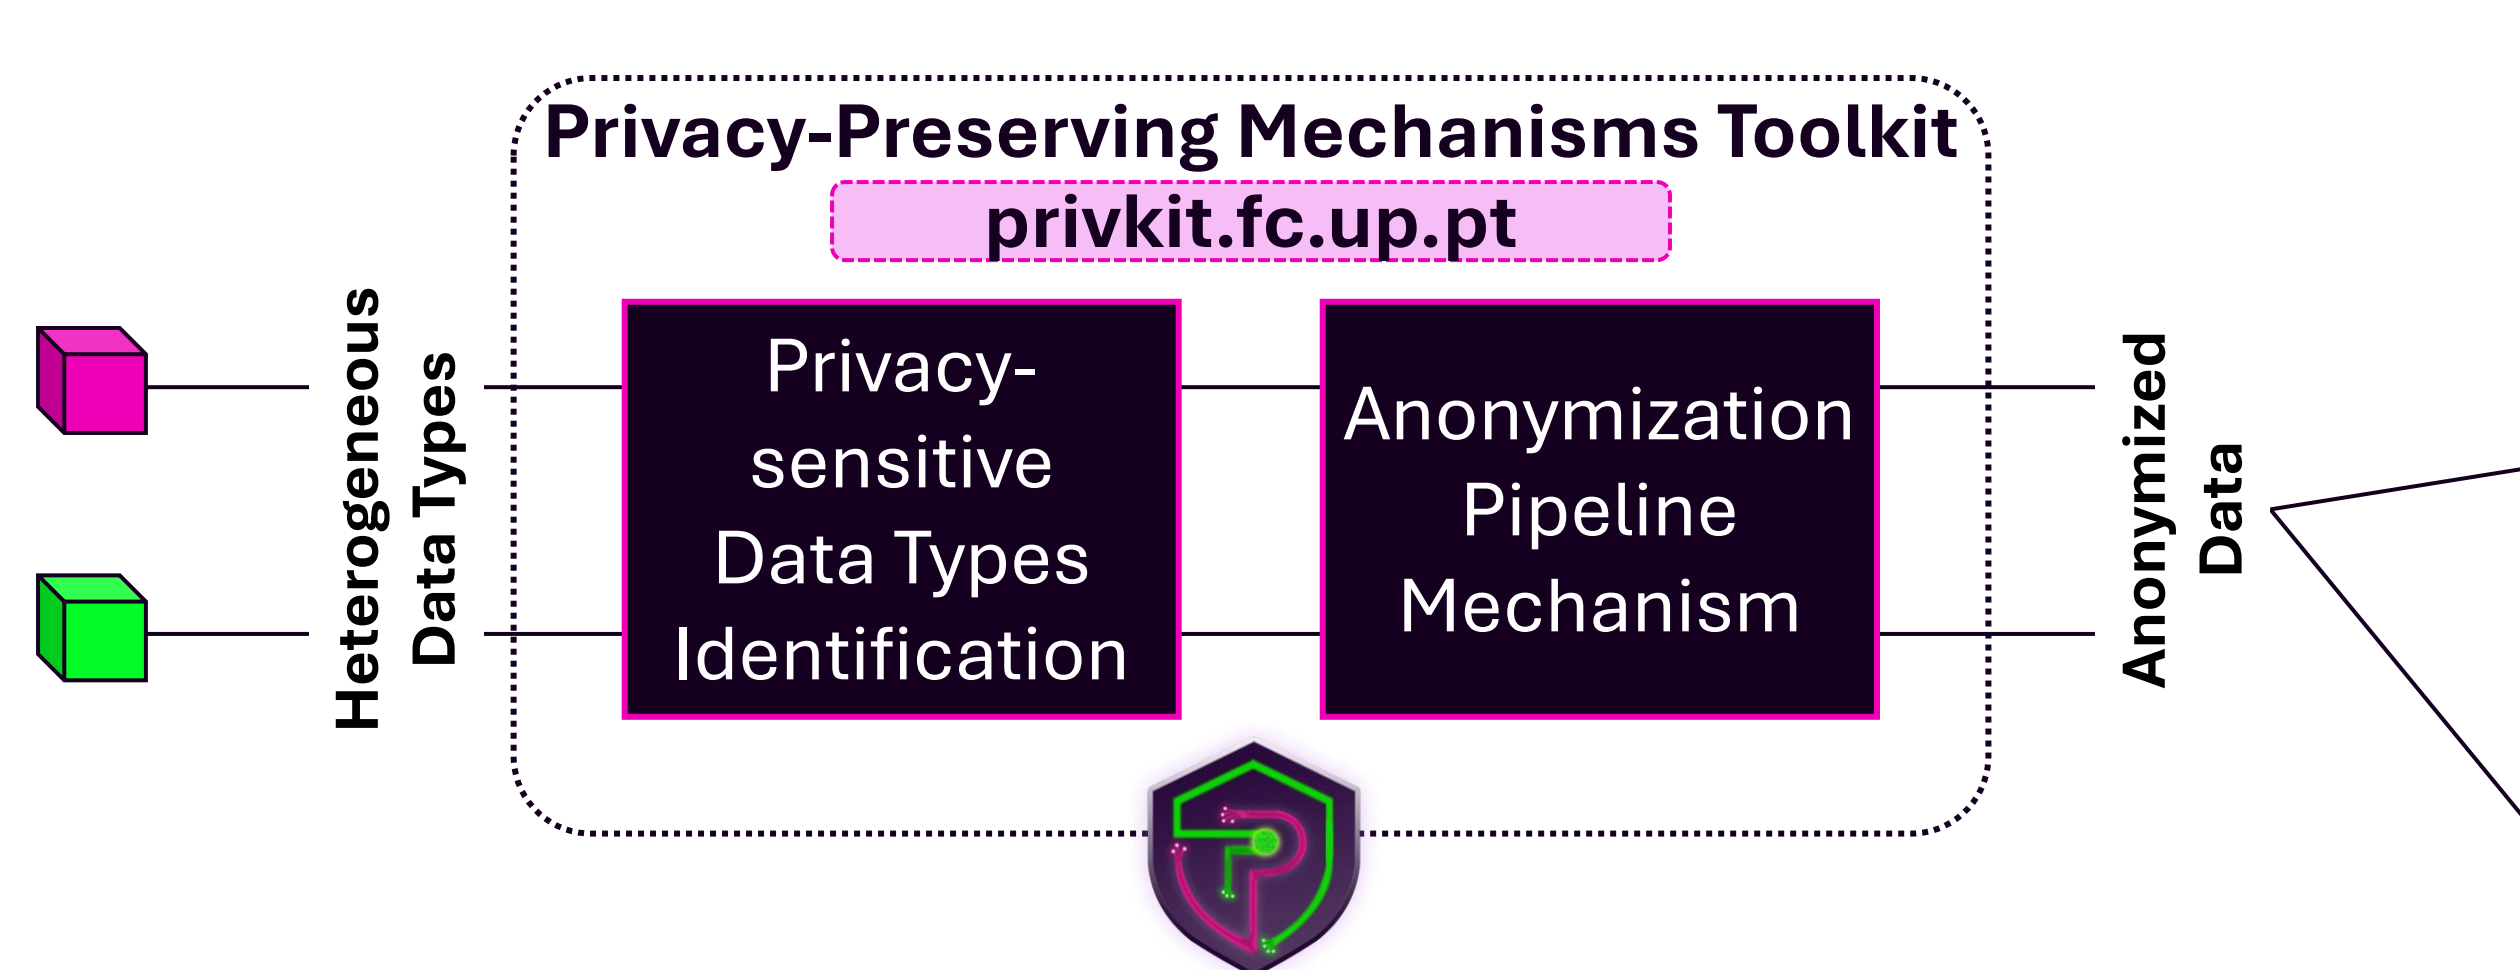 Privacy-Preserving Mechanisms Toolkit
privkit.fc.up.pt
Heterogeneous
Data Types
Privacy-
sensitive
Data Types
Identification
Anonymization
Pipeline
Mechanism
Anonymized
Data